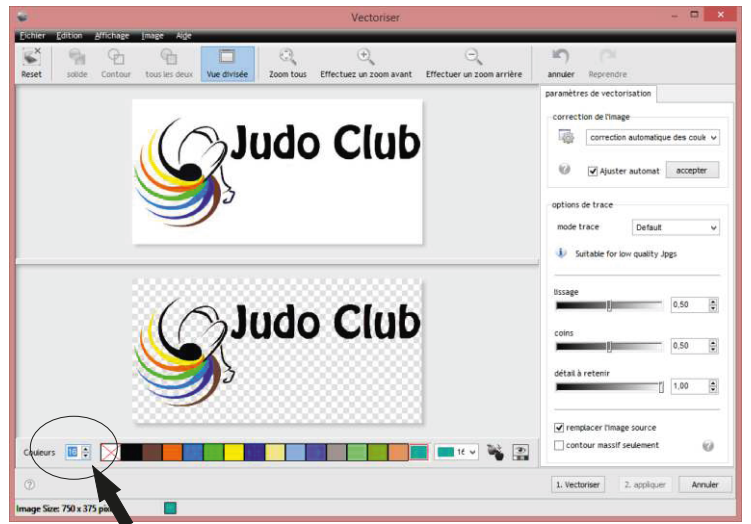 Vectoriser
Fichier Edition Affichage Image Aide
Reset solide Contour tous les deux Vue divisée Zoom tous Effectuez un zoom avant Effectuer un zoom arrière annuler Reprendre
paramètres de vectorisation
correction de l'image
correction automatique des coule
Ajuster automat accepter
options de trace
mode trace Default
Suitable for low quality Jpgs
lissage
0,50
coins
0,50
détail à retenir
1,00
remplacer l'image source
contour massif seulement
Judo Club
Judo Club
Couleurs 16 16
1. Vectoriser 2. appliquer Annuler
Image Size: 750 x 375